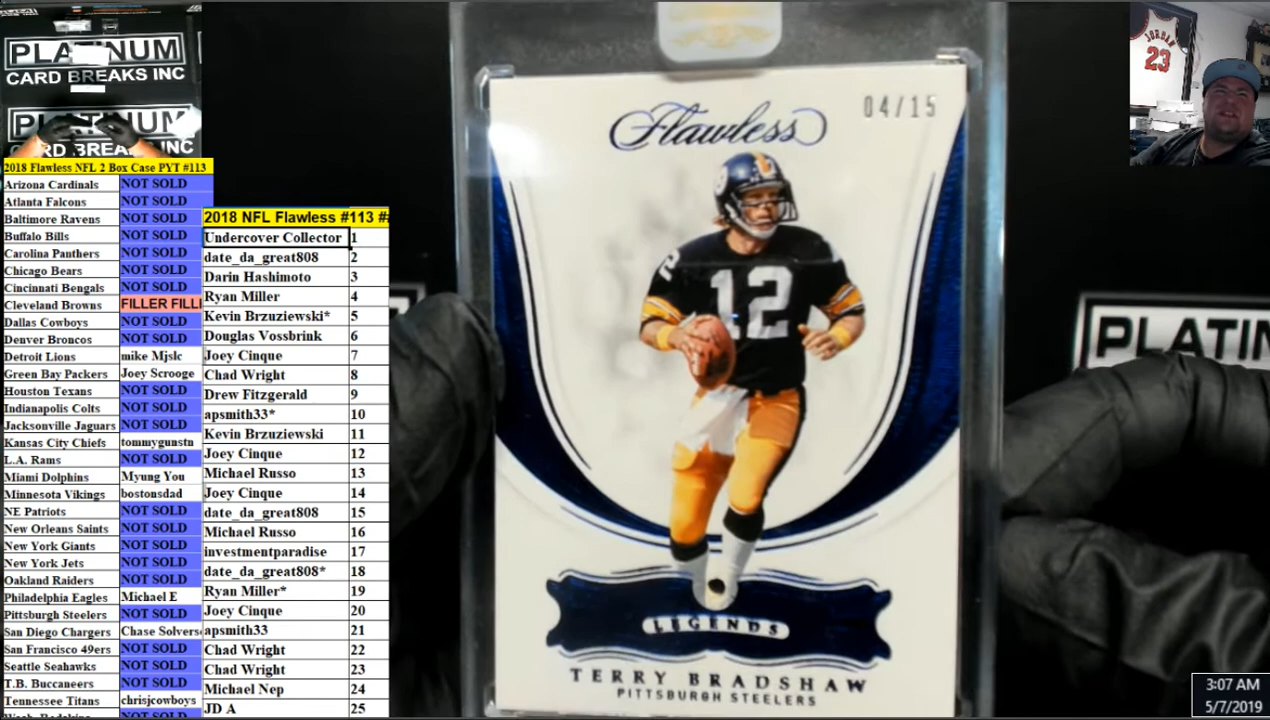 PLATINUM
CARD BREAKS INC
PLATINUM
CARD BREAKS INC
2018 Flawless NFL 2 Box Case PYT #113
Arizona Cardinals NOT SOLD
Atlanta Falcons NOT SOLD
Baltimore Ravens NOT SOLD
Buffalo Bills NOT SOLD
Carolina Panthers NOT SOLD
Chicago Bears NOT SOLD
Cincinnati Bengals NOT SOLD
Cleveland Browns FILLER FILLI
Dallas Cowboys NOT SOLD
Denver Broncos NOT SOLD
Detroit Lions mike Mjslc
Green Bay Packers Joey Scrooge
Houston Texans NOT SOLD
Indianapolis Colts NOT SOLD
Jacksonville Jaguars NOT SOLD
Kansas City Chiefs tommygunstn
L.A. Rams NOT SOLD
Miami Dolphins Myung You
Minnesota Vikings bostonsdad
NE Patriots NOT SOLD
New Orleans Saints NOT SOLD
New York Giants NOT SOLD
New York Jets NOT SOLD
Oakland Raiders NOT SOLD
Philadelphia Eagles Michael E
Pittsburgh Steelers NOT SOLD
San Diego Chargers Chase Solvers
San Francisco 49ers NOT SOLD
Seattle Seahawks NOT SOLD
T.B. Buccaneers NOT SOLD
Tennessee Titans chrisjcowboys
NOT SOLD
2018 NFL Flawless #113 #
Undercover Collector 1
date_da_great808 2
Darin Hashimoto 3
Ryan Miller 4
Kevin Brzuziewski* 5
Douglas Vossbrink 6
Joey Cinque 7
Chad Wright 8
Drew Fitzgerald 9
apsmith33* 10
Kevin Brzuziewski 11
Joey Cinque 12
Michael Russo 13
Joey Cinque 14
date_da_great808 15
Michael Russo 16
investmentparadise 17
date_da_great808* 18
Ryan Miller* 19
Joey Cinque 20
apsmith33 21
Chad Wright 22
Chad Wright 23
Michael Nep 24
JD A 25
04/15
Flawless
12
2
LEGENDS
TERRY BRADSHAW
PITTSBURGH STEELERS
JORDAN
23
PLATIN
3:07 AM
5/7/2019